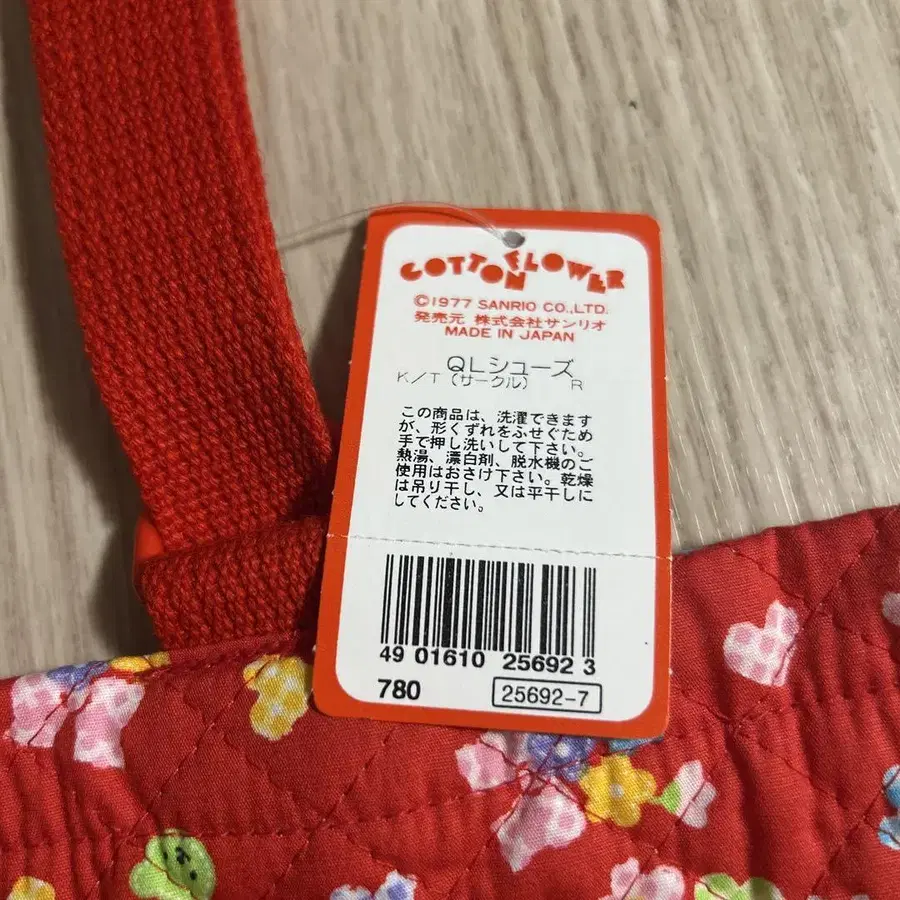 COTTON FLOWER
©1977 SANRIO CO.,LTD.
発売元 株式会社サンリオ
MADE IN JAPAN
QLシューズ
K/T (サークル) R
この商品は、洗濯できます
が、形くずれをふせぐため
手で押し洗いして下さい。
熱湯、漂白剤、脱水機のご
使用はおさけ下さい。乾燥
は吊り干し、又は平干しに
してください。
4901610 256923
780
25692-7